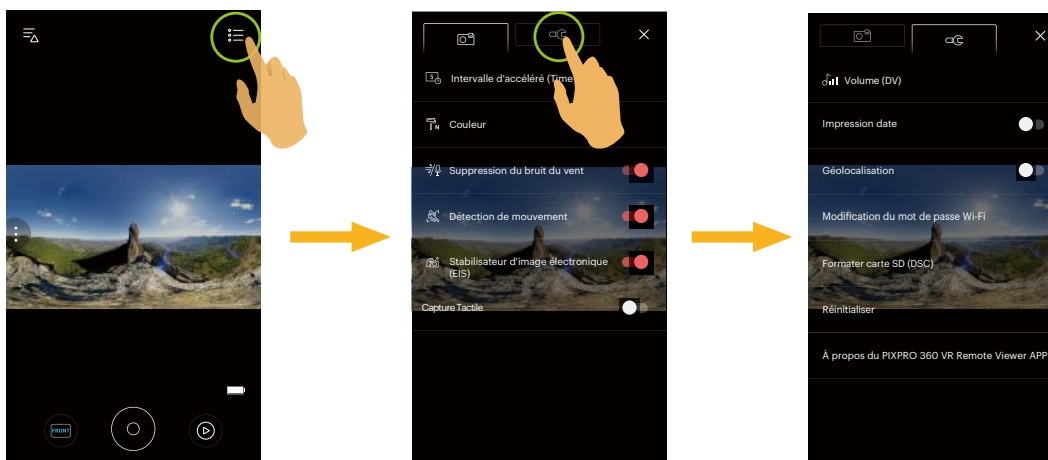 FRONT
5
Intervalle d'accéléré (Time
N
Couleur
Suppression du bruit du vent
Détection de mouvement
Stabilisateur d'image électronique
(EIS)
Capture Tactile
Volume (DV)
Impression date
Géolocalisation
Modification du mot de passe Wi-Fi
Formater carte SD (DSC)
Réinitialiser
À propos du PIXPRO 360 VR Remote Viewer APP